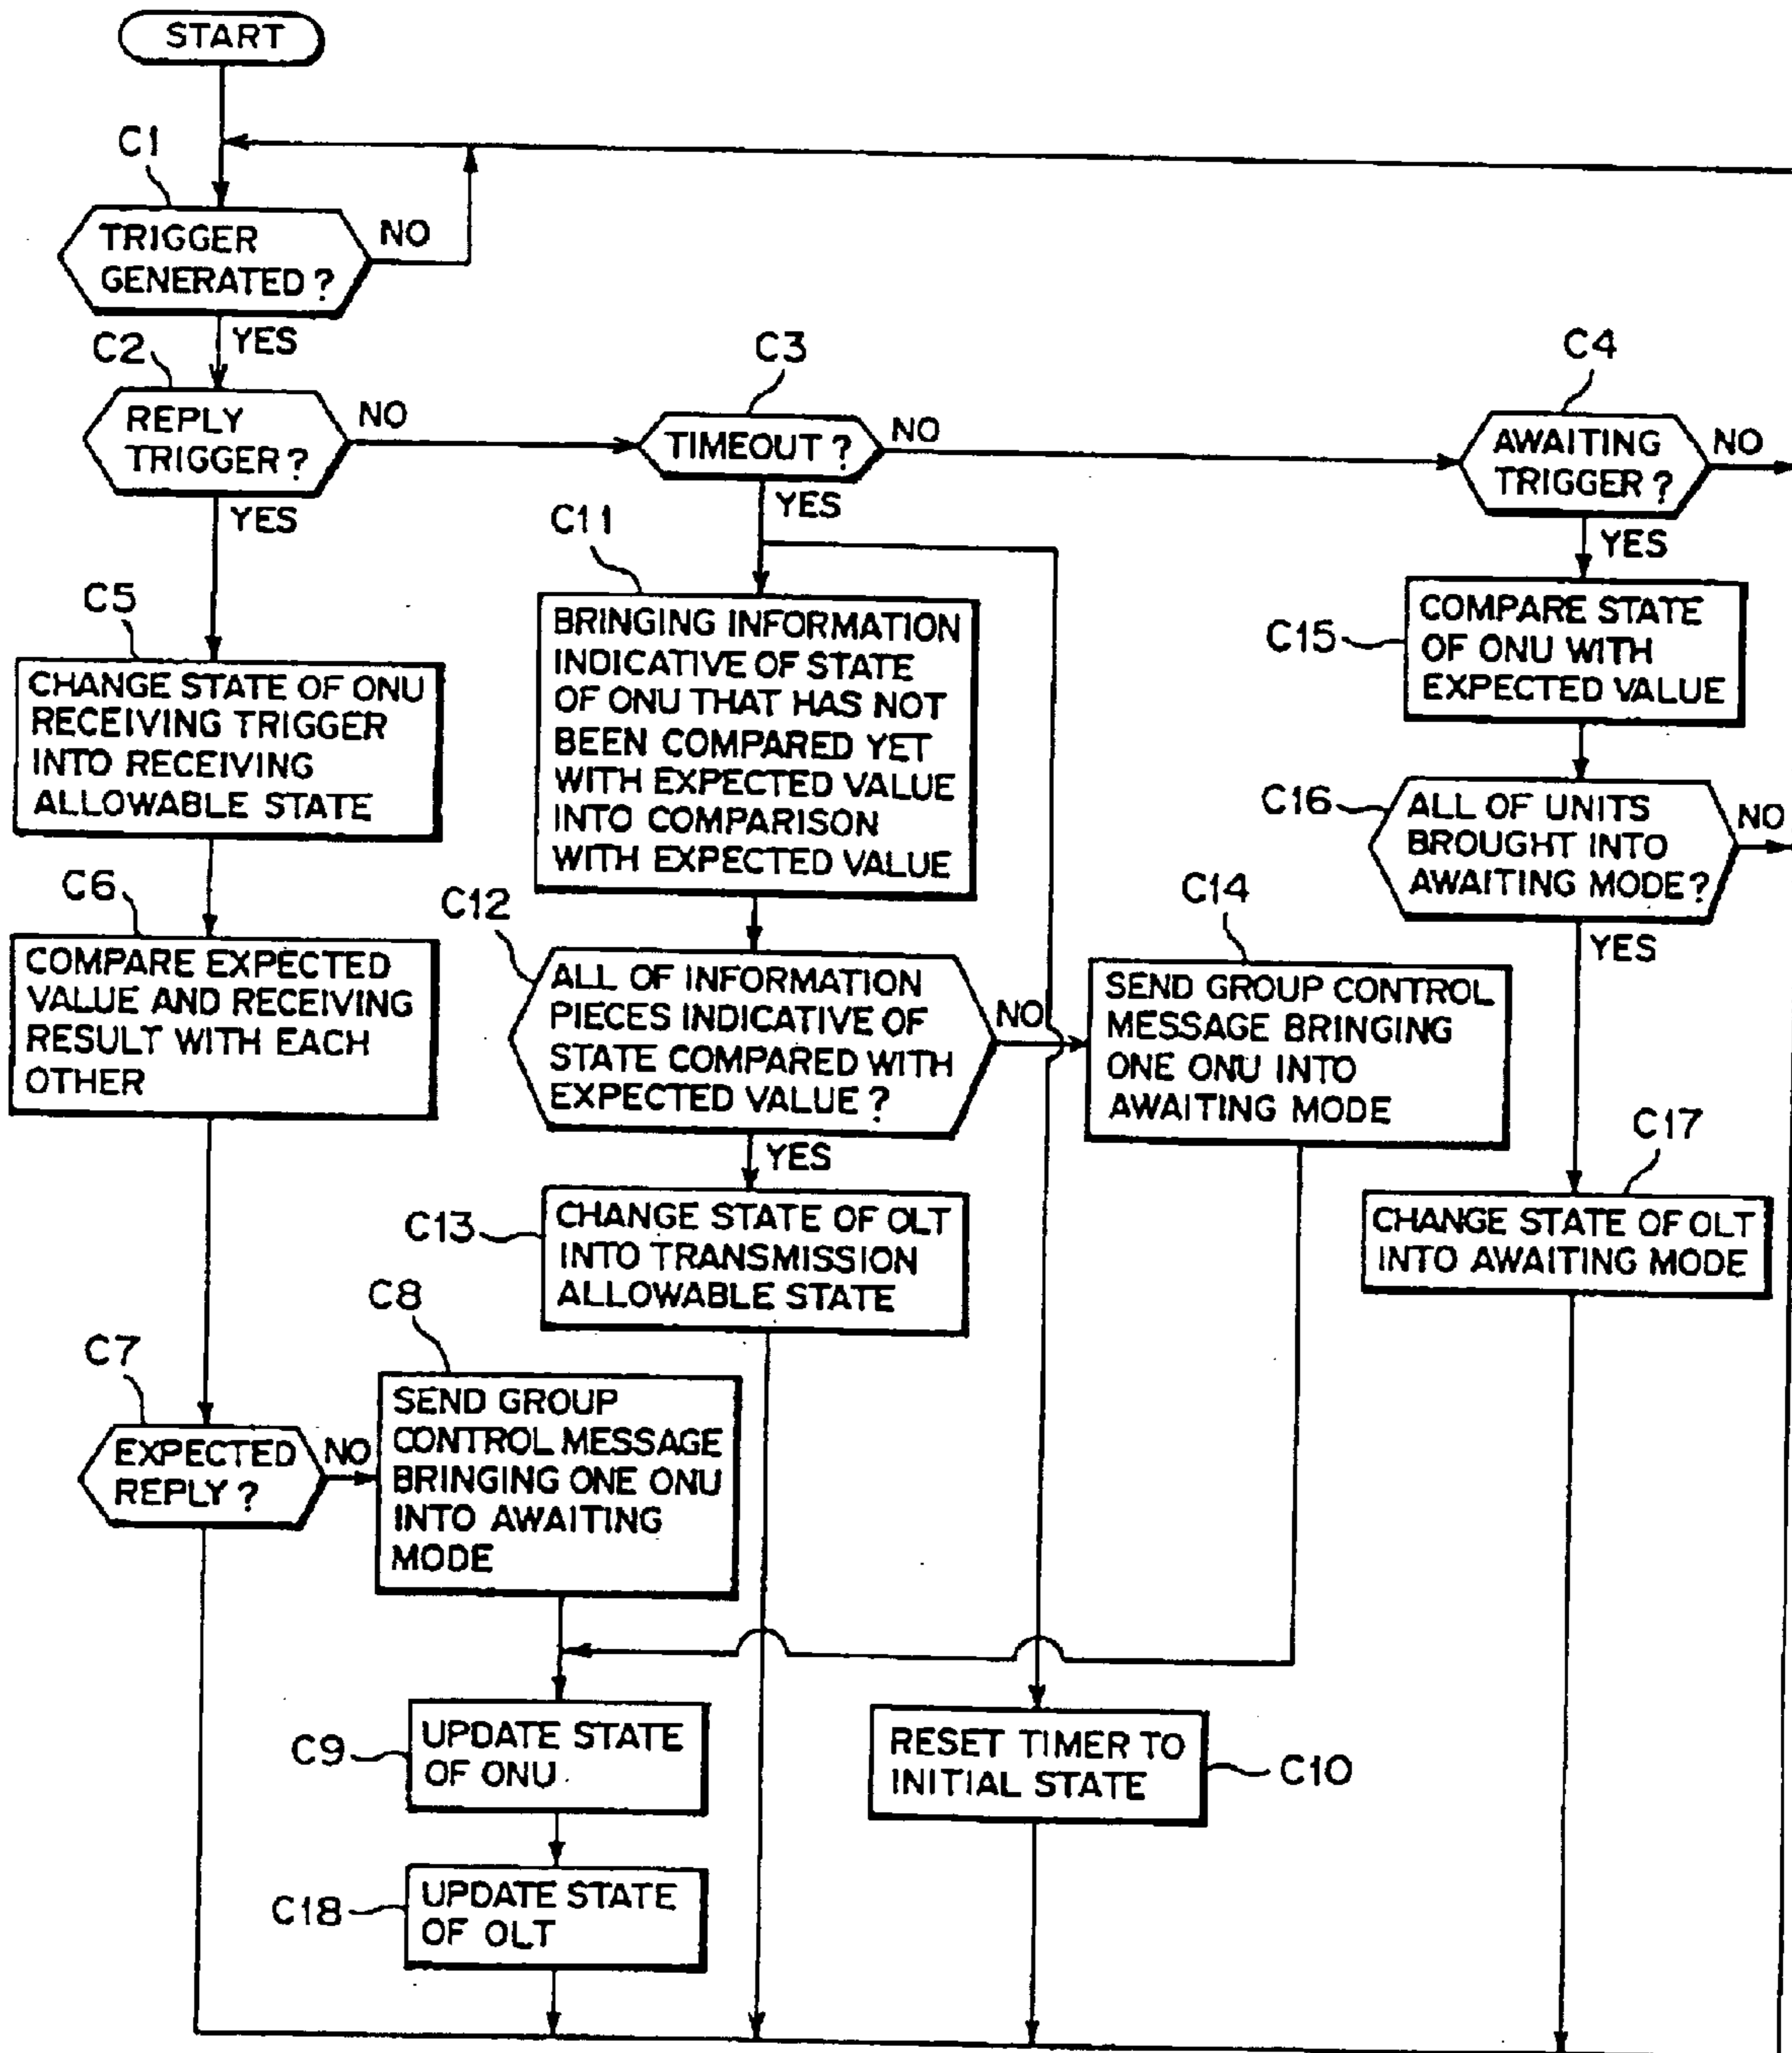 START
C1
TRIGGER
GENERATED?
NO
YES
C2
REPLY
TRIGGER?
NO
YES
C3
TIMEOUT?
NO
YES
C4
AWAITING
TRIGGER?
NO
YES
C5
CHANGE STATE OF ONU
RECEIVING TRIGGER
INTO RECEIVING
ALLOWABLE STATE
C11
BRINGING INFORMATION
INDICATIVE OF STATE
OF ONU THAT HAS NOT
BEEN COMPARED YET
WITH EXPECTED VALUE
INTO COMPARISON
WITH EXPECTED VALUE
C15
COMPARE STATE
OF ONU WITH
EXPECTED VALUE
C16
ALL OF UNITS
BROUGHT INTO
AWAITING MODE?
NO
YES
C6
COMPARE EXPECTED
VALUE AND RECEIVING
RESULT WITH EACH
OTHER
C12
ALL OF INFORMATION
PIECES INDICATIVE OF
STATE COMPARED WITH
EXPECTED VALUE?
NO
YES
C14
SEND GROUP CONTROL
MESSAGE BRINGING
ONE ONU INTO
AWAITING MODE
C13
CHANGE STATE OF OLT
INTO TRANSMISSION
ALLOWABLE STATE
C17
CHANGE STATE OF OLT
INTO AWAITING MODE
C7
EXPECTED
REPLY?
NO
C8
SEND GROUP
CONTROL MESSAGE
BRINGING ONE ONU
INTO AWAITING
MODE
C9
UPDATE STATE
OF ONU
RESET TIMER TO
INITIAL STATE
C10
C18
UPDATE STATE
OF OLT